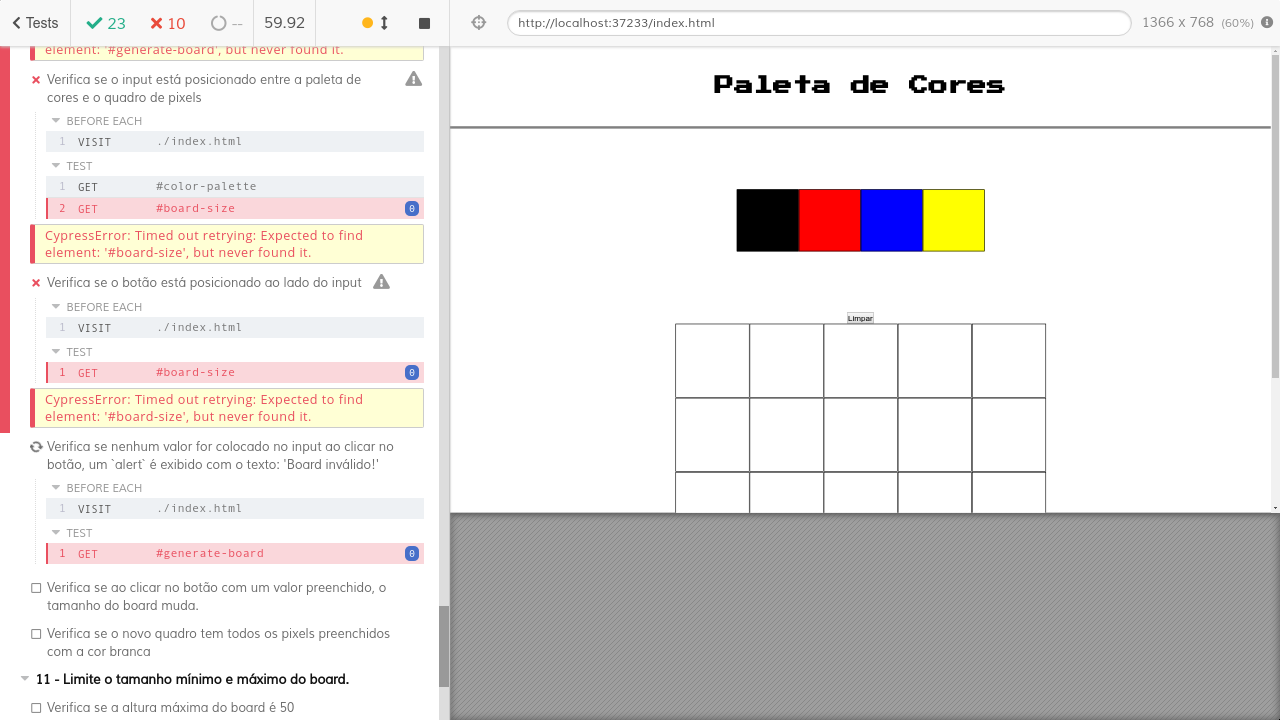 Tests
23
10
--
59.92
http://localhost:37233/index.html
1366 x 768 (60%)
element: '#generate-board', but never found it.
Verifica se o input está posicionado entre a paleta de
cores e o quadro de pixels
BEFORE EACH
1 VISIT ./index.html
TEST
1 GET #color-palette
2 GET #board-size 0
CypressError: Timed out retrying: Expected to find
element: '#board-size', but never found it.
Verifica se o botão está posicionado ao lado do input
BEFORE EACH
1 VISIT ./index.html
TEST
1 GET #board-size 0
CypressError: Timed out retrying: Expected to find
element: '#board-size', but never found it.
Verifica se nenhum valor for colocado no input ao clicar no
botão, um `alert` é exibido com o texto: 'Board inválido!'
BEFORE EACH
1 VISIT ./index.html
TEST
1 GET #generate-board 0
Verifica se ao clicar no botão com um valor preenchido, o
tamanho do board muda.
Verifica se o novo quadro tem todos os pixels preenchidos
com a cor branca
11 - Limite o tamanho mínimo e máximo do board.
Verifica se a altura máxima do board é 50
Paleta de Cores
Limpar